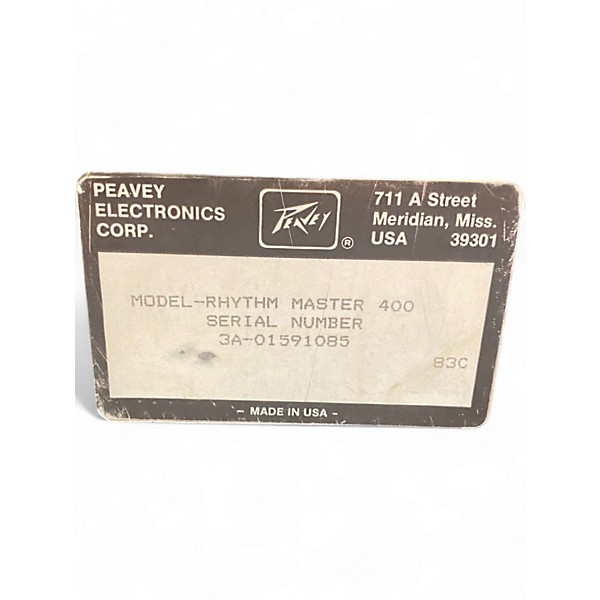 PEAVEY
ELECTRONICS
CORP.
PEAVEY
®
711 A Street
Meridian, Miss.
USA 39301
MODEL-RHYTHM MASTER 400
SERIAL NUMBER
3A-01591085
83C
- MADE IN USA -